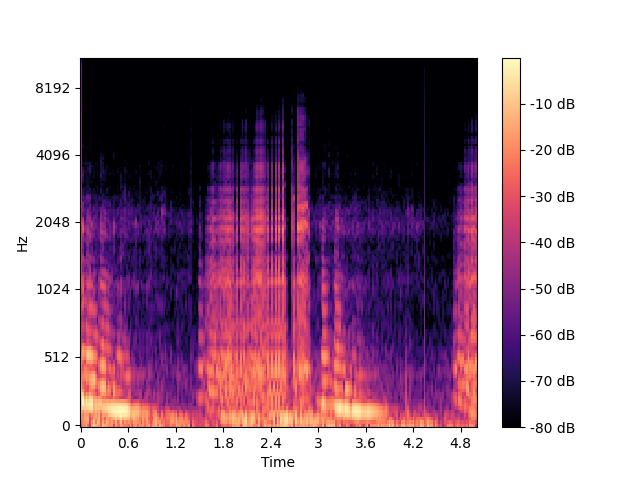 8192
4096
2048
1024
512
0
Hz
0 0.6 1.2 1.8 2.4 3 3.6 4.2 4.8
Time
-10 dB
-20 dB
-30 dB
-40 dB
-50 dB
-60 dB
-70 dB
-80 dB